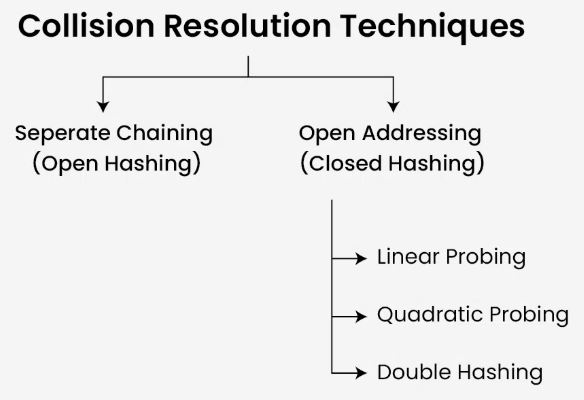 Collision Resolution Techniques
Seperate Chaining
(Open Hashing)
Open Addressing
(Closed Hashing)
Linear Probing
Quadratic Probing
Double Hashing